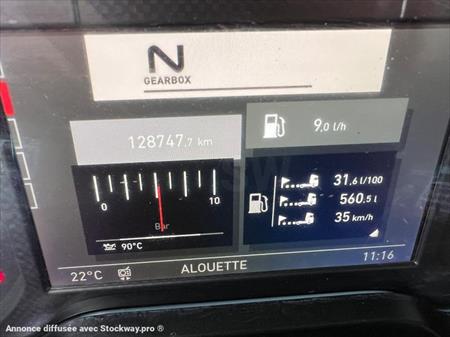 N
GEARBOX
128747.7 km
9,0 l/h
0 10
Bar
90°C
31,6 l/100
560,5 l
35 km/h
22°C ALOUETTE 11:16
Annonce diffusée avec Stockway.pro ®